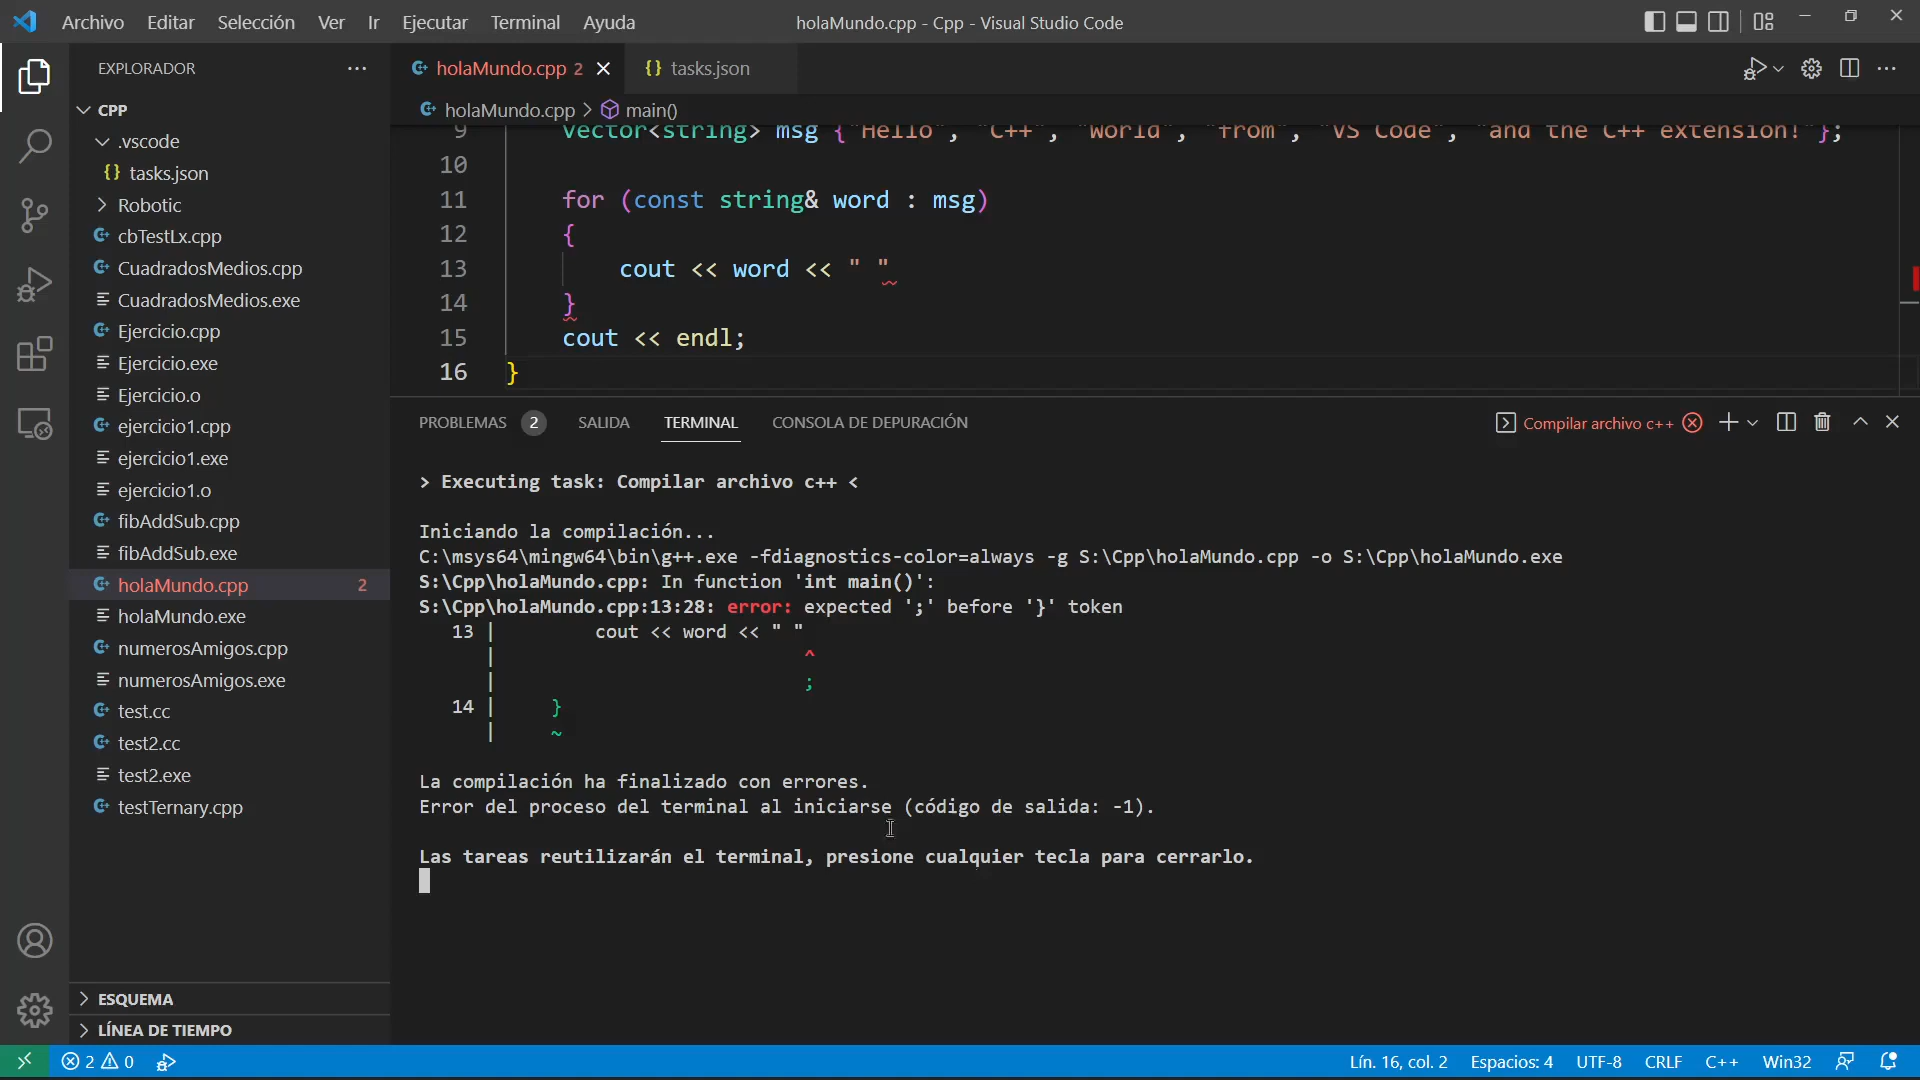 Archivo Editar Selección Ver Ir Ejecutar Terminal Ayuda
holaMundo.cpp - Cpp - Visual Studio Code
EXPLORADOR
CPP
.vscode
{} tasks.json
Robotic
cbTestLx.cpp
CuadradosMedios.cpp
CuadradosMedios.exe
Ejercicio.cpp
Ejercicio.exe
Ejercicio.o
ejercicio1.cpp
ejercicio1.exe
ejercicio1.o
fibAddSub.cpp
fibAddSub.exe
holaMundo.cpp 2
holaMundo.exe
numerosAmigos.cpp
numerosAmigos.exe
test.cc
test2.cc
test2.exe
testTernary.cpp
ESQUEMA
LÍNEA DE TIEMPO
holaMundo.cpp 2
{} tasks.json
holaMundo.cpp > main()
9 vector<string> msg {"Hello", "C++", "World", "from", "VS Code", "and the C++ extension!"};
10
11 for (const string& word : msg)
12 {
13 cout << word << " "
14 }
15 cout << endl;
16 }
PROBLEMAS 2 SALIDA TERMINAL CONSOLA DE DEPURACIÓN
Compilar archivo c++
> Executing task: Compilar archivo c++ <
Iniciando la compilación...
C:\msys64\mingw64\bin\g++.exe -fdiagnostics-color=always -g S:\Cpp\holaMundo.cpp -o S:\Cpp\holaMundo.exe
S:\Cpp\holaMundo.cpp: In function 'int main()':
S:\Cpp\holaMundo.cpp:13:28: error: expected ';' before '}' token
13 | cout << word << " "
| ^
| ;
14 | }
| ~
La compilación ha finalizado con errores.
Error del proceso del terminal al iniciarse (código de salida: -1).
Las tareas reutilizarán el terminal, presione cualquier tecla para cerrarlo.
2 0
Lín. 16, col. 2 Espacios: 4 UTF-8 CRLF C++ Win32